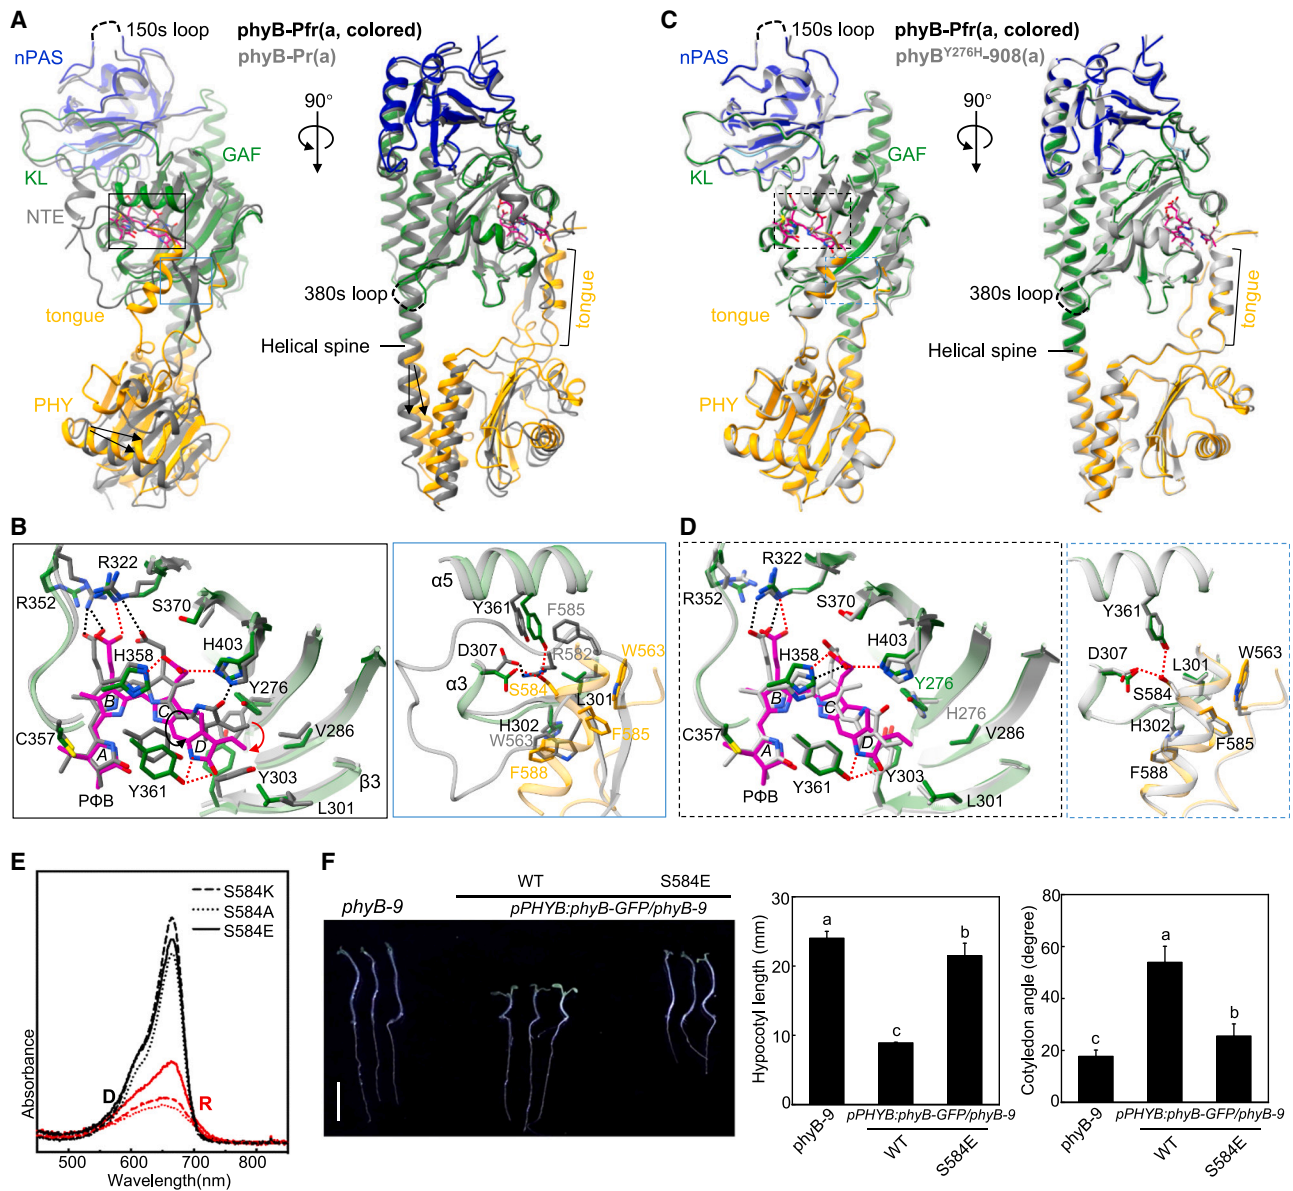 A
150s loop
nPAS
phyB-Pfr(a, colored)
phyB-Pr(a)
90°
GAF
KL
NTE
tongue
380s loop
Helical spine
tongue
PHY
C
150s loop
nPAS
phyB-Pfr(a, colored)
phyB^Y276H-908(a)
90°
GAF
KL
tongue
380s loop
Helical spine
tongue
PHY
B
R322
R352
S370
H358
H403
Y276
B
C
D
A
C357
V286
Y303
Y361
PΦB
L301
β3
α5
Y361
F585
D307
R582
W563
α3
S584
L301
H302
W563
F585
F588
D
R322
R352
S370
H358
H403
Y276
B
C
H276
D
A
C357
V286
Y303
Y361
PΦB
L301
Y361
D307
L301
W563
S584
H302
F585
F588
E
S584K
S584A
S584E
D
R
Absorbance
500
600
700
800
Wavelength(nm)
F
WT
S584E
phyB-9
pPHYB:phyB-GFP/phyB-9
Hypocotyl length (mm)
30
20
10
0
a
c
b
phyB-9
pPHYB:phyB-GFP/phyB-9
WT
S584E
Cotyledon angle (degree)
80
60
40
20
0
c
a
b
phyB-9
pPHYB:phyB-GFP/phyB-9
WT
S584E